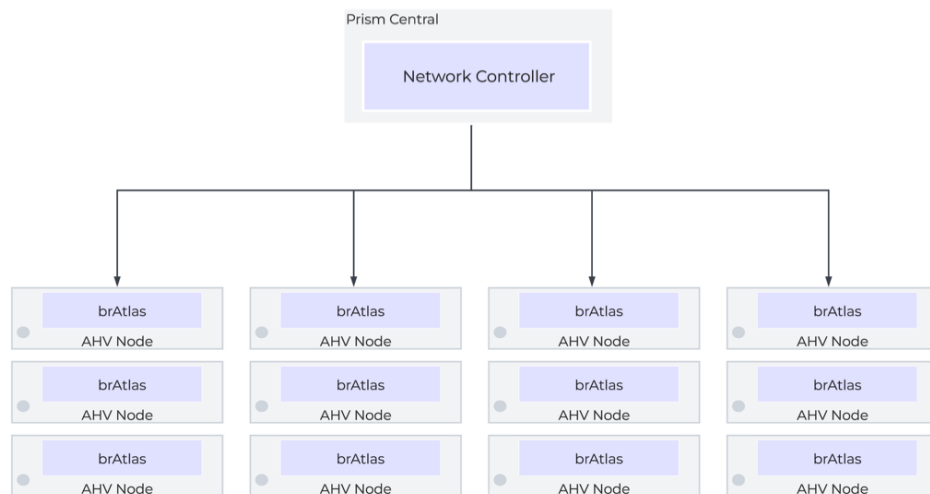 Prism Central
Network Controller
brAtlas brAtlas brAtlas brAtlas
AHV Node AHV Node AHV Node AHV Node
brAtlas brAtlas brAtlas brAtlas
AHV Node AHV Node AHV Node AHV Node
brAtlas brAtlas brAtlas brAtlas
AHV Node AHV Node AHV Node AHV Node